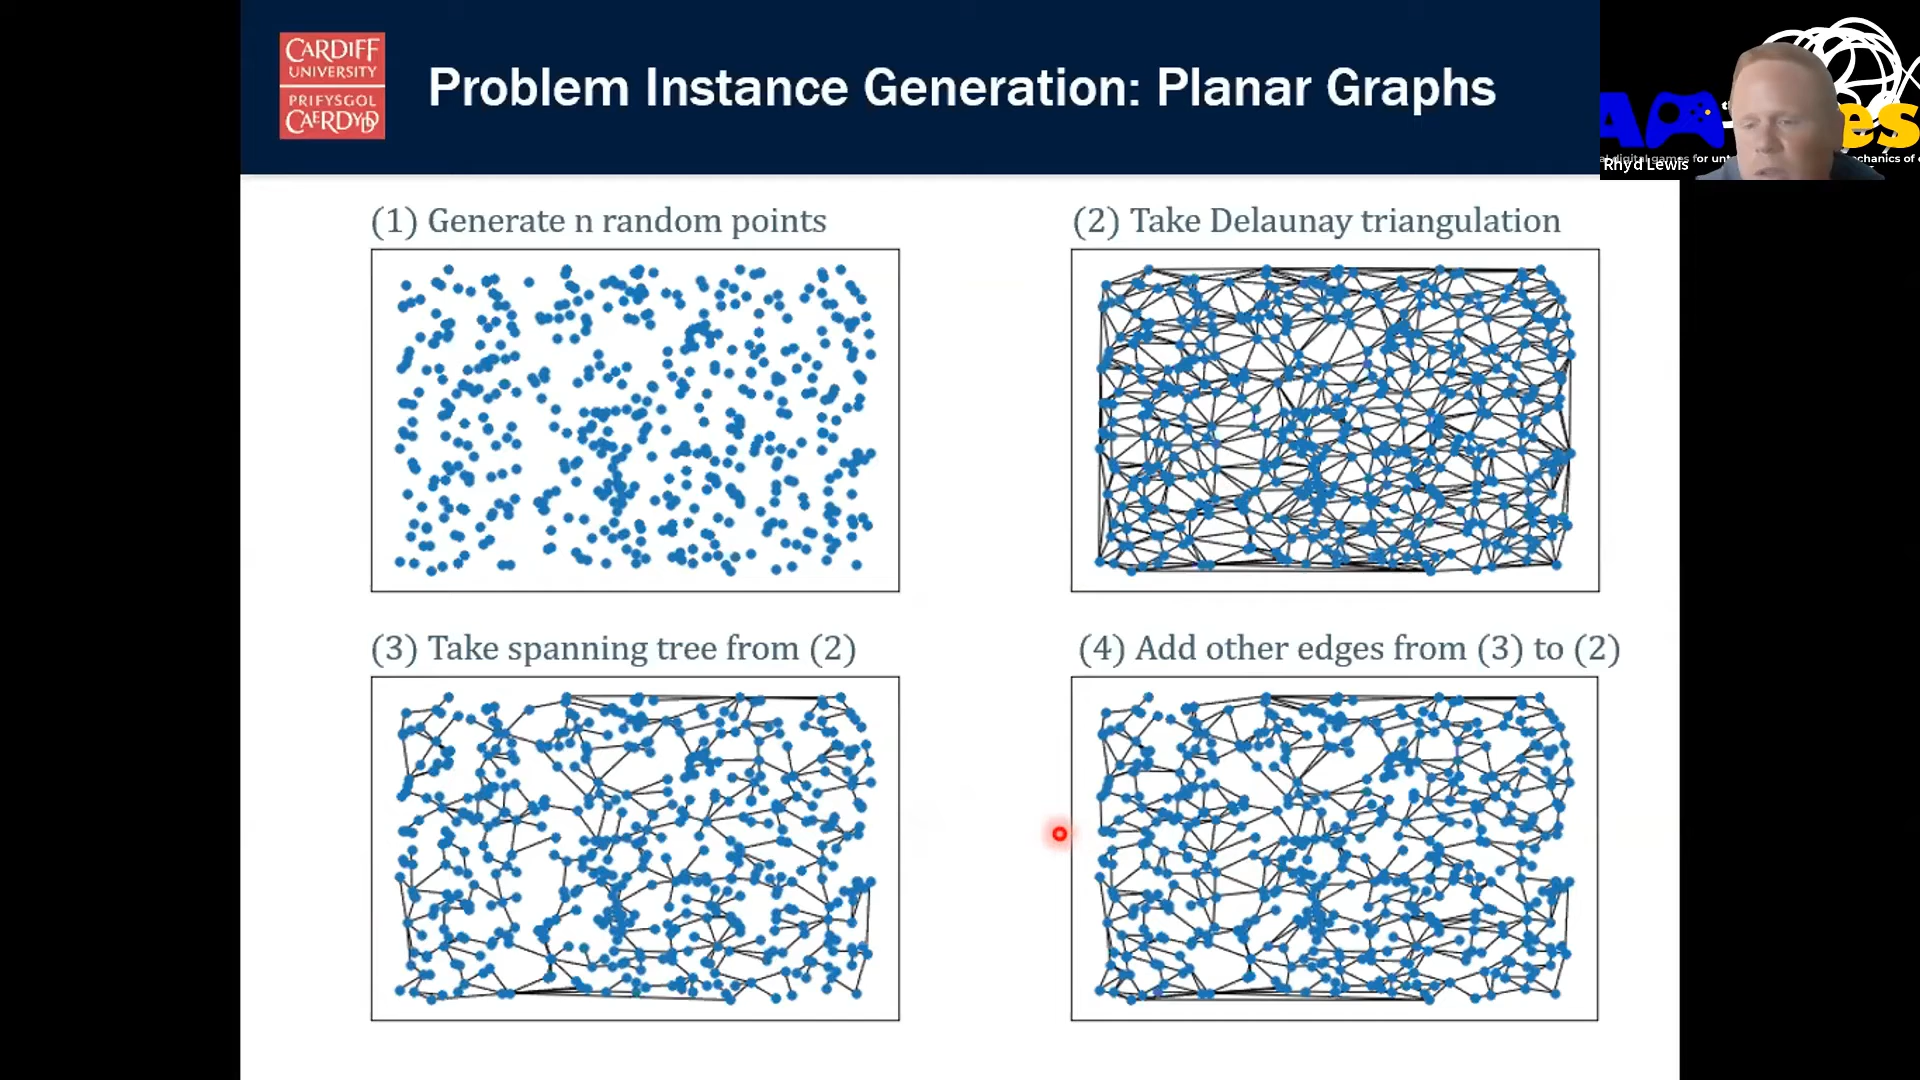 CARDIFF
UNIVERSITY
PRIFYSGOL
CAERDYDD
Problem Instance Generation: Planar Graphs
es
Rhyd Lewis
(1) Generate n random points
(2) Take Delaunay triangulation
(3) Take spanning tree from (2)
(4) Add other edges from (3) to (2)